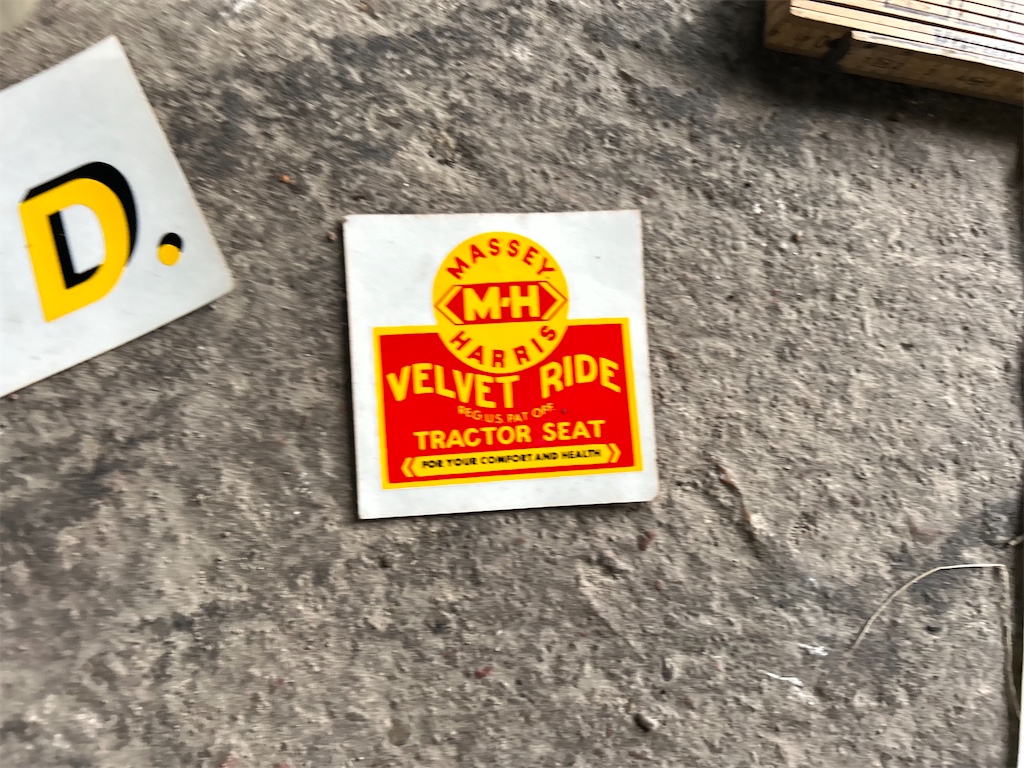 D.
MASSEY
M-H
HARRIS
VELVET RIDE
REG. U.S. PAT. OFF.
TRACTOR SEAT
FOR YOUR COMFORT AND HEALTH